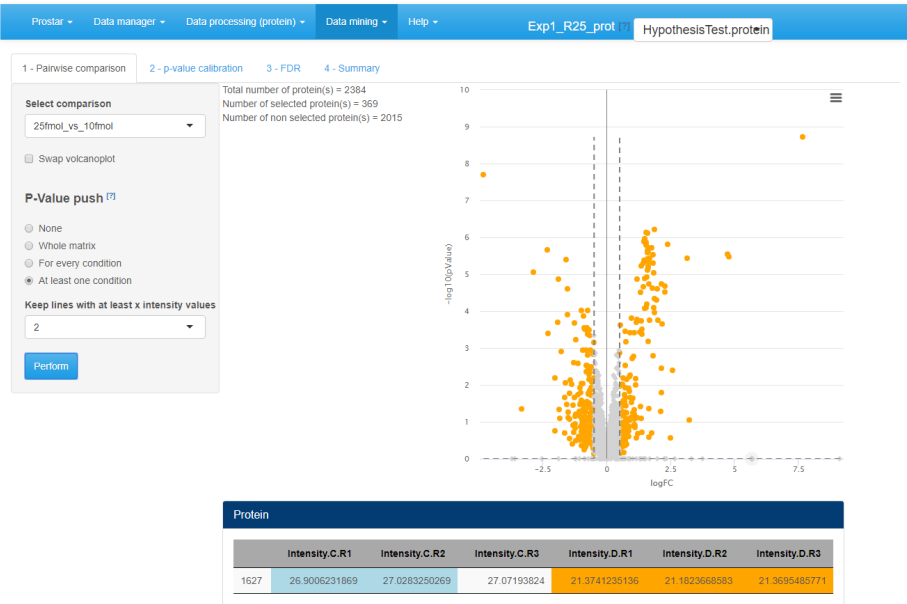 Prostar Data manager Data processing (protein) Data mining Help Exp1_R25_prot [?] HypothesisTest.protein
1 - Pairwise comparison 2 - p-value calibration 3 - FDR 4 - Summary
Select comparison
25fmol_vs_10fmol
Swap volcanoplot
P-Value push [?]
None
Whole matrix
For every condition
At least one condition
Keep lines with at least x intensity values
2
Perform
Total number of protein(s) = 2384
Number of selected protein(s) = 369
Number of non selected protein(s) = 2015
10
9
8
7
6
5
4
3
2
1
0
-log10(pValue)
−2.5 0 2.5 5 7.5
logFC
Protein
Intensity.C.R1 Intensity.C.R2 Intensity.C.R3 Intensity.D.R1 Intensity.D.R2 Intensity.D.R3
1627 26.9006231869 27.0283250269 27.07193824 21.3741235136 21.1823668583 21.3695485771